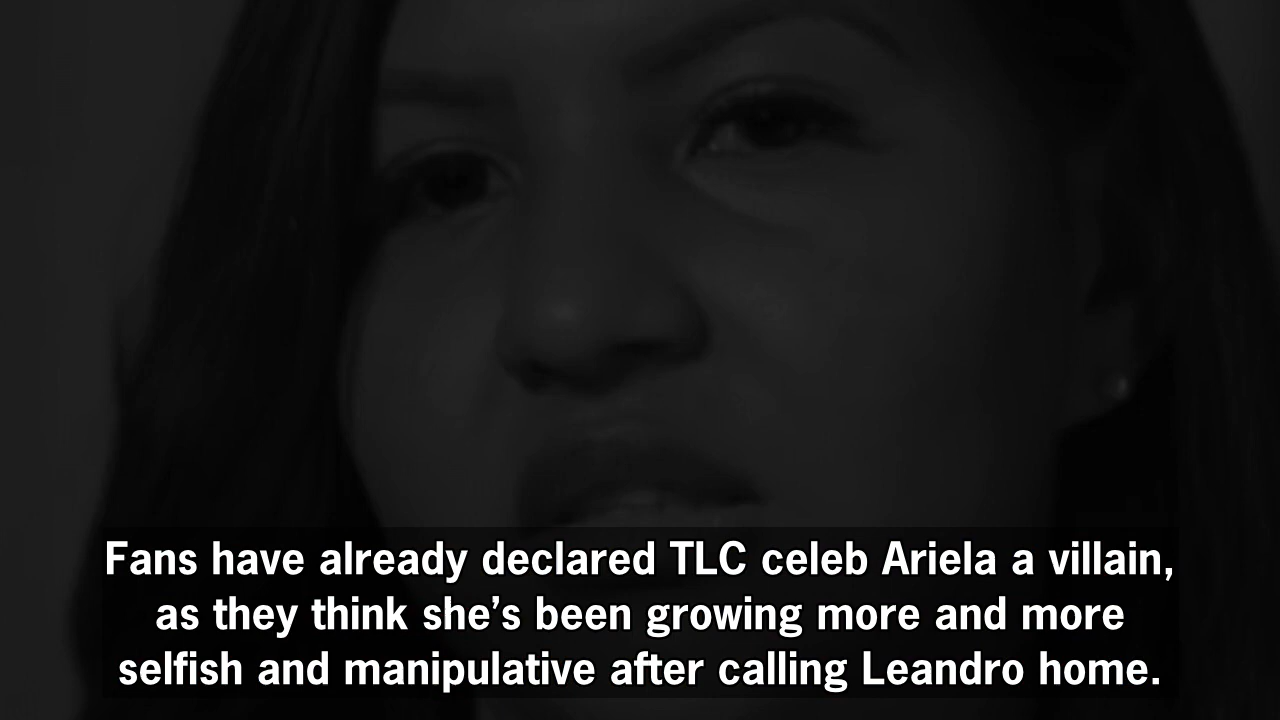 Fans have already declared TLC celeb Ariela a villain,
as they think she’s been growing more and more
selfish and manipulative after calling Leandro home.